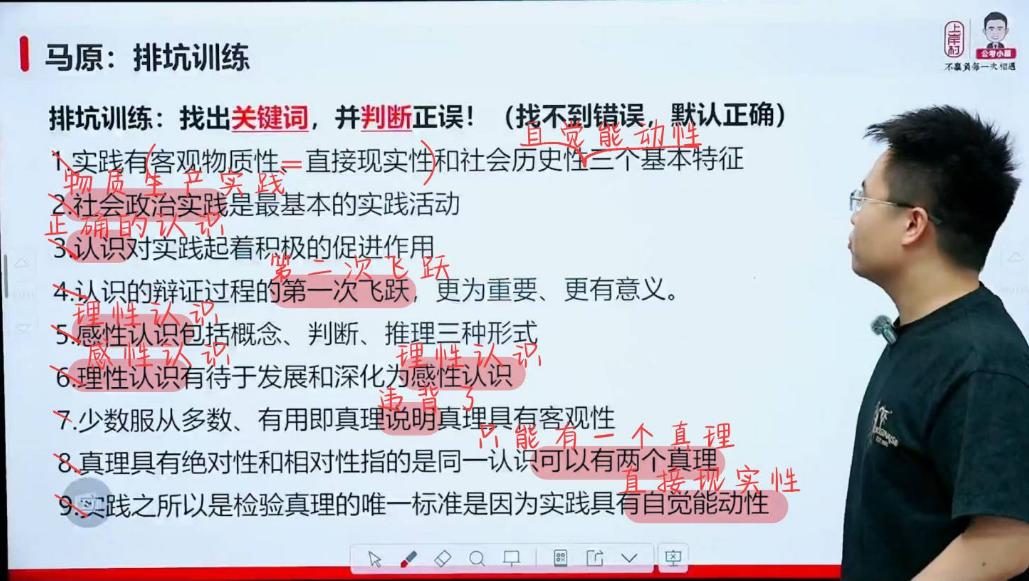 马原：排坑训练
上岸村
公考小麗
不辜负每一次相遇
排坑训练：找出关键词，并判断正误！（找不到错误，默认正确）
自觉能动性
1.实践有(客观物质性=直接现实性)和社会历史性三个基本特征
物质生产实践
2.社会政治实践是最基本的实践活动
正确的认识
3.认识对实践起着积极的促进作用
第二次飞跃
4.认识的辩证过程的第一次飞跃，更为重要、更有意义。
理性认识
5.感性认识包括概念、判断、推理三种形式
感性认识 理性认识
6.理性认识有待于发展和深化为感性认识
违背了
7.少数服从多数、有用即真理说明真理具有客观性
只能有一个真理
8.真理具有绝对性和相对性指的是同一认识可以有两个真理
直接现实性
9.实践之所以是检验真理的唯一标准是因为实践具有自觉能动性